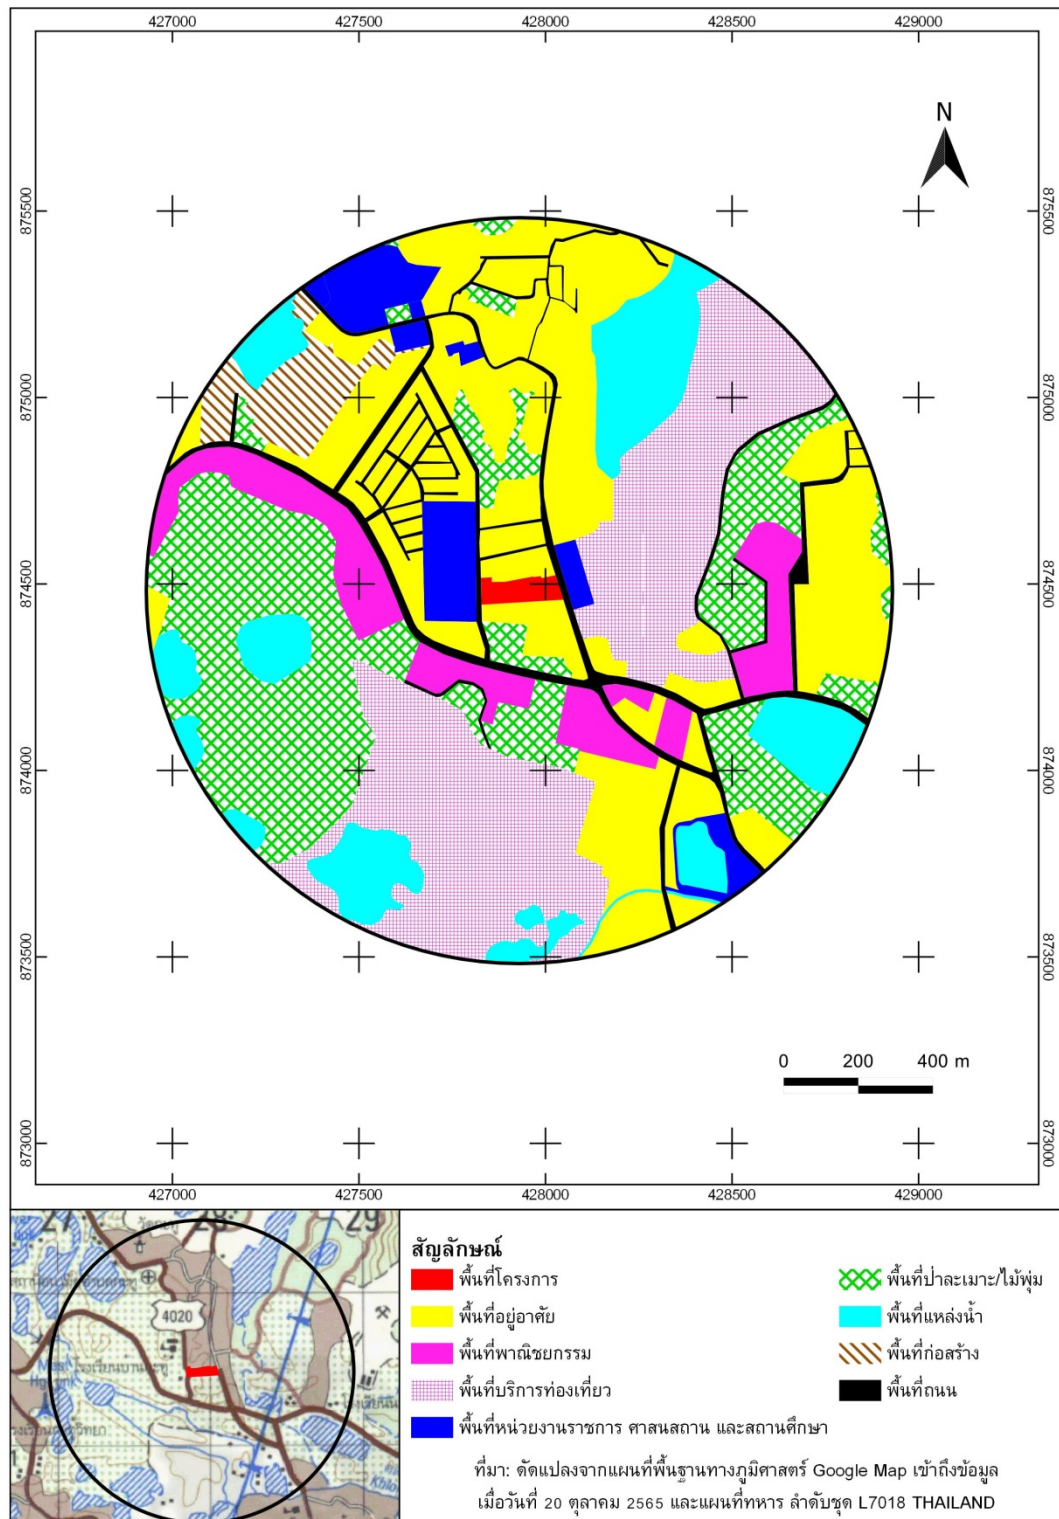 427000 427500 428000 428500 429000
N
875500 875500
875000 875000
874500 874500
874000 874000
873500 873500
873000 873000
0 200 400 m
427000 427500 428000 428500 429000
27 28 29
4020
สัญลักษณ์
พื้นที่โครงการ
พื้นที่อยู่อาศัย
พื้นที่พาณิชยกรรม
พื้นที่บริการท่องเที่ยว
พื้นที่หน่วยงานราชการ ศาสนสถาน และสถานศึกษา
พื้นที่ป่าละเมาะ/ไม้พุ่ม
พื้นที่แหล่งน้ำ
พื้นที่ก่อสร้าง
พื้นที่ถนน
ที่มา: ดัดแปลงจากแผนที่พื้นฐานทางภูมิศาสตร์ Google Map เข้าถึงข้อมูล
เมื่อวันที่ 20 ตุลาคม 2565 และแผนที่ทหาร ลำดับชุด L7018 THAILAND